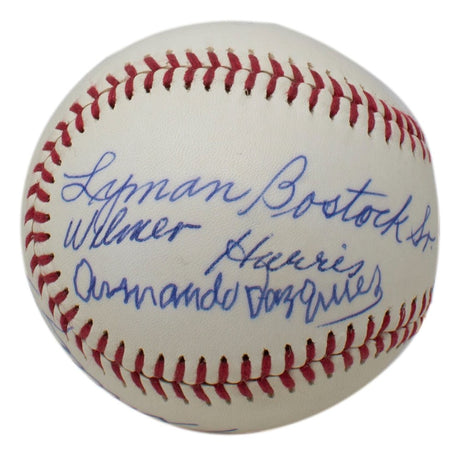 Lyman Bostock Sr.
Wilmer Harris
Armando Vazquez